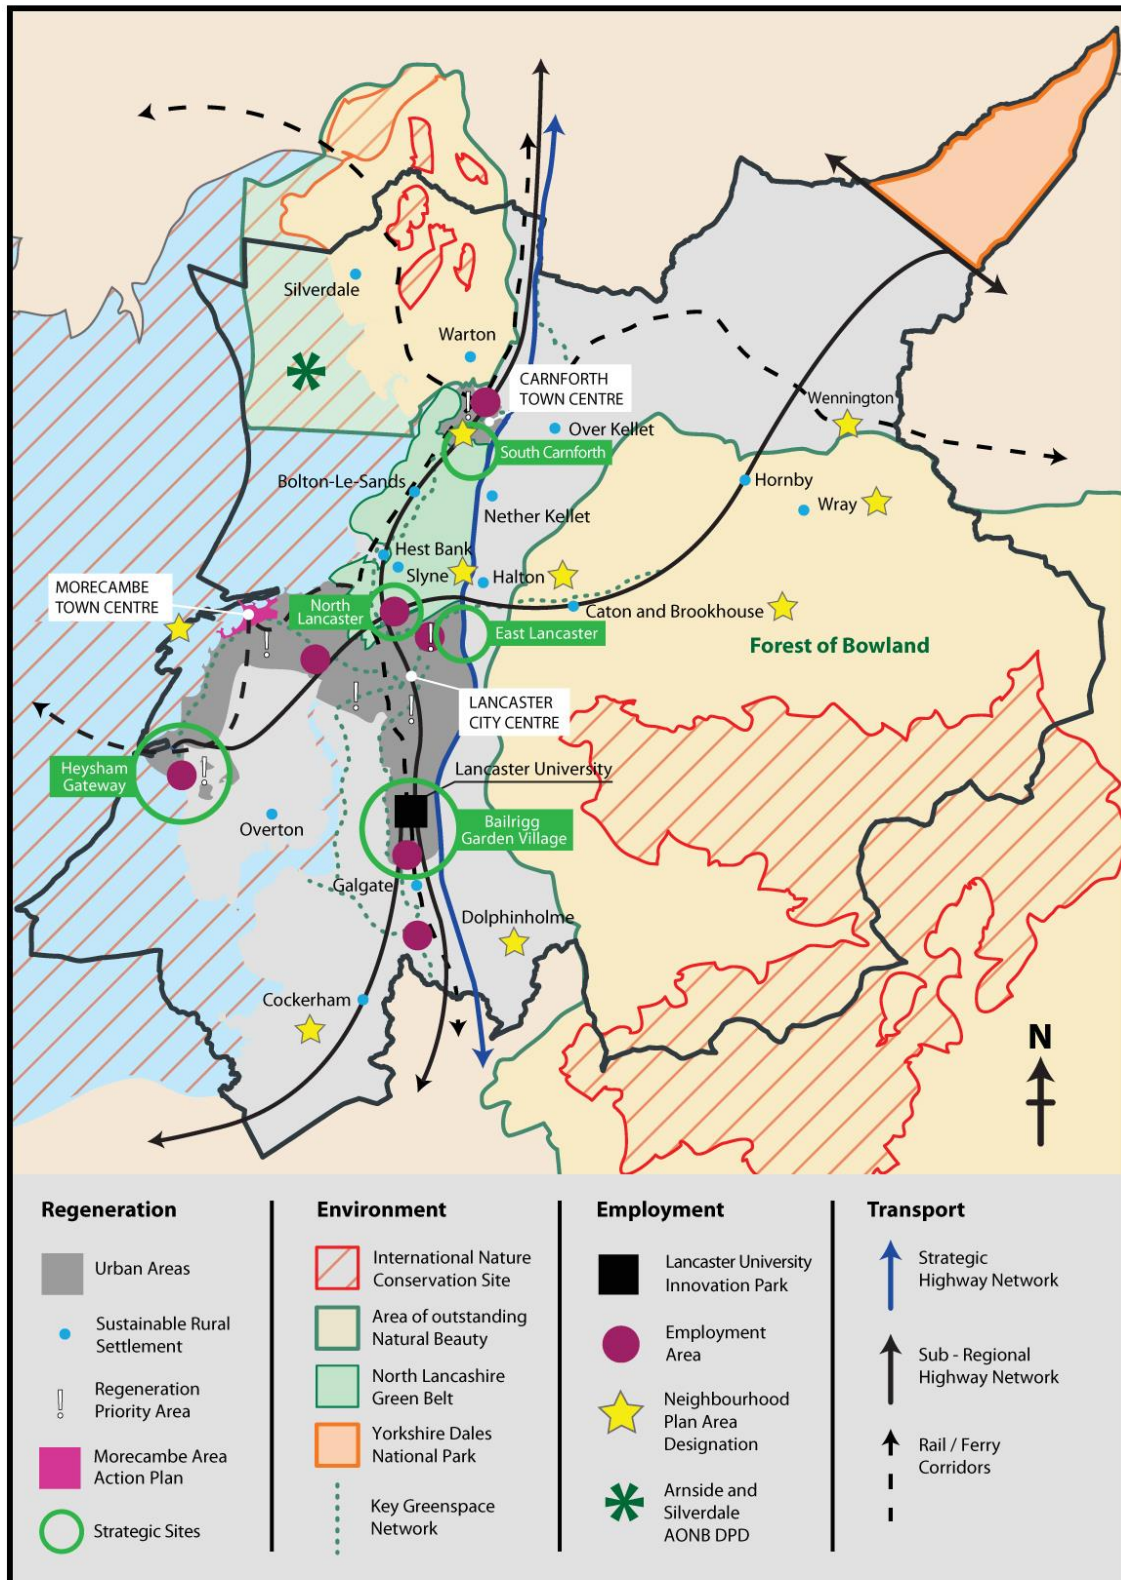 Silverdale
Warton
CARNFORTH
TOWN CENTRE
Wennington
Over Kellet
South Carnforth
Bolton-Le-Sands
Hornby
Wray
Nether Kellet
Hest Bank
Slyne
Halton
MORECAMBE
TOWN CENTRE
North
Lancaster
Caton and Brookhouse
East Lancaster
Forest of Bowland
LANCASTER
CITY CENTRE
Heysham
Gateway
Lancaster University
Overton
Bailrigg
Garden Village
Galgate
Dolphinholme
Cockerham
N
Regeneration
Urban Areas
Sustainable Rural
Settlement
Regeneration
Priority Area
Morecambe Area
Action Plan
Strategic Sites
Environment
International Nature
Conservation Site
Area of outstanding
Natural Beauty
North Lancashire
Green Belt
Yorkshire Dales
National Park
Key Greenspace
Network
Employment
Lancaster University
Innovation Park
Employment
Area
Neighbourhood
Plan Area
Designation
Arnside and
Silverdale
AONB DPD
Transport
Strategic
Highway Network
Sub - Regional
Highway Network
Rail / Ferry
Corridors